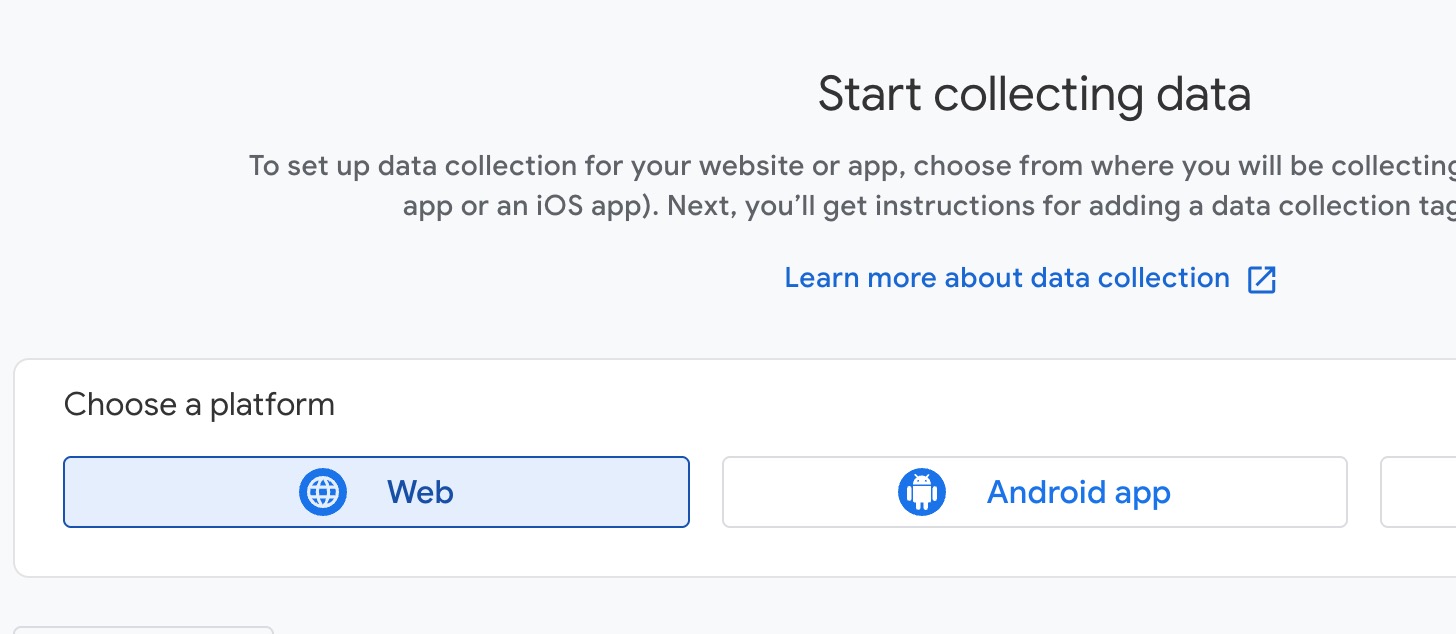 Start collecting data
To set up data collection for your website or app, choose from where you will be collecting
app or an iOS app). Next, you’ll get instructions for adding a data collection tag
Learn more about data collection
Choose a platform
Web
Android app